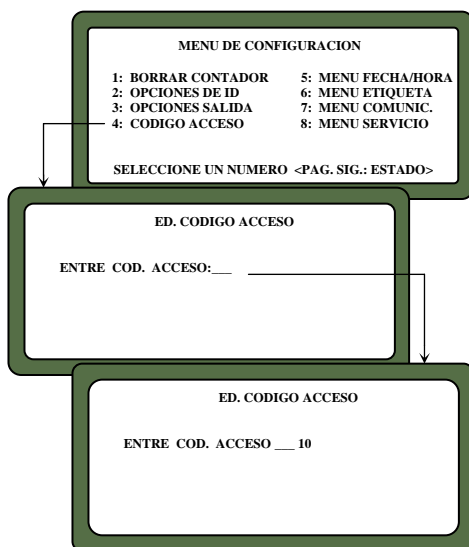 MENU DE CONFIGURACION
1: BORRAR CONTADOR 5: MENU FECHA/HORA
2: OPCIONES DE ID 6: MENU ETIQUETA
3: OPCIONES SALIDA 7: MENU COMUNIC.
4: CODIGO ACCESO 8: MENU SERVICIO
SELECCIONE UN NUMERO <PAG. SIG.: ESTADO>
ED. CODIGO ACCESO
ENTRE COD. ACCESO:___
ED. CODIGO ACCESO
ENTRE COD. ACCESO ___ 10